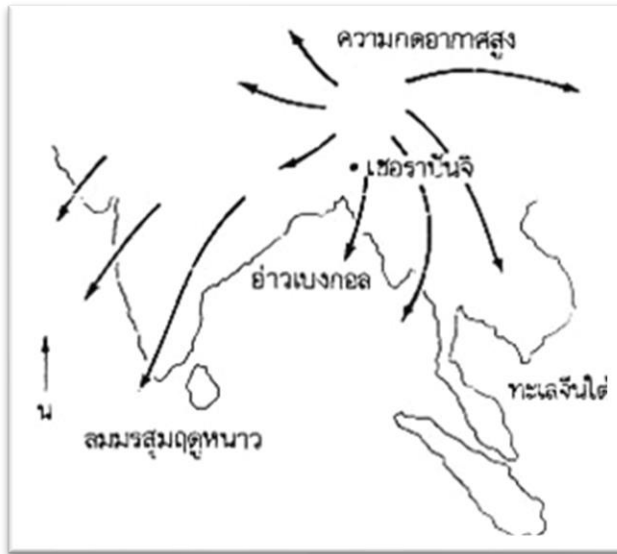 ความกดอากาศสูง
เชอราปันจิ
อ่าวเบงกอล
ทะเลจีนใต้
น
ลมมรสุมฤดูหนาว